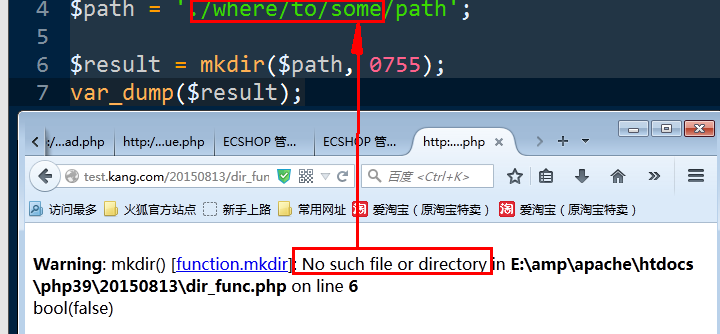 4 $path = './where/to/some/path';
5
6 $result = mkdir($path, 0755);
7 var_dump($result);
:/...ad.php http:/...ue.php ECSHOP 管... ECSHOP 管... http:....php
test.kang.com/20150813/dir_func 百度 <Ctrl+K>
访问最多 火狐官方站点 新手上路 常用网址 淘 爱淘宝（原淘宝特卖） 淘 爱淘宝（原淘宝特卖）
Warning: mkdir() [function.mkdir]: No such file or directory in E:\amp\apache\htdocs
\php39\20150813\dir_func.php on line 6
bool(false)